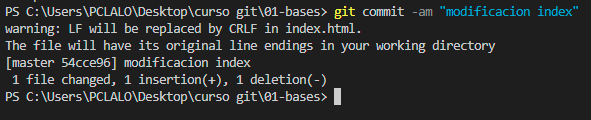 PS C:\Users\PCLALO\Desktop\curso git\01-bases> git commit -am "modificacion index"
warning: LF will be replaced by CRLF in index.html.
The file will have its original line endings in your working directory
[master 54cce96] modificacion index
 1 file changed, 1 insertion(+), 1 deletion(-)
PS C:\Users\PCLALO\Desktop\curso git\01-bases>